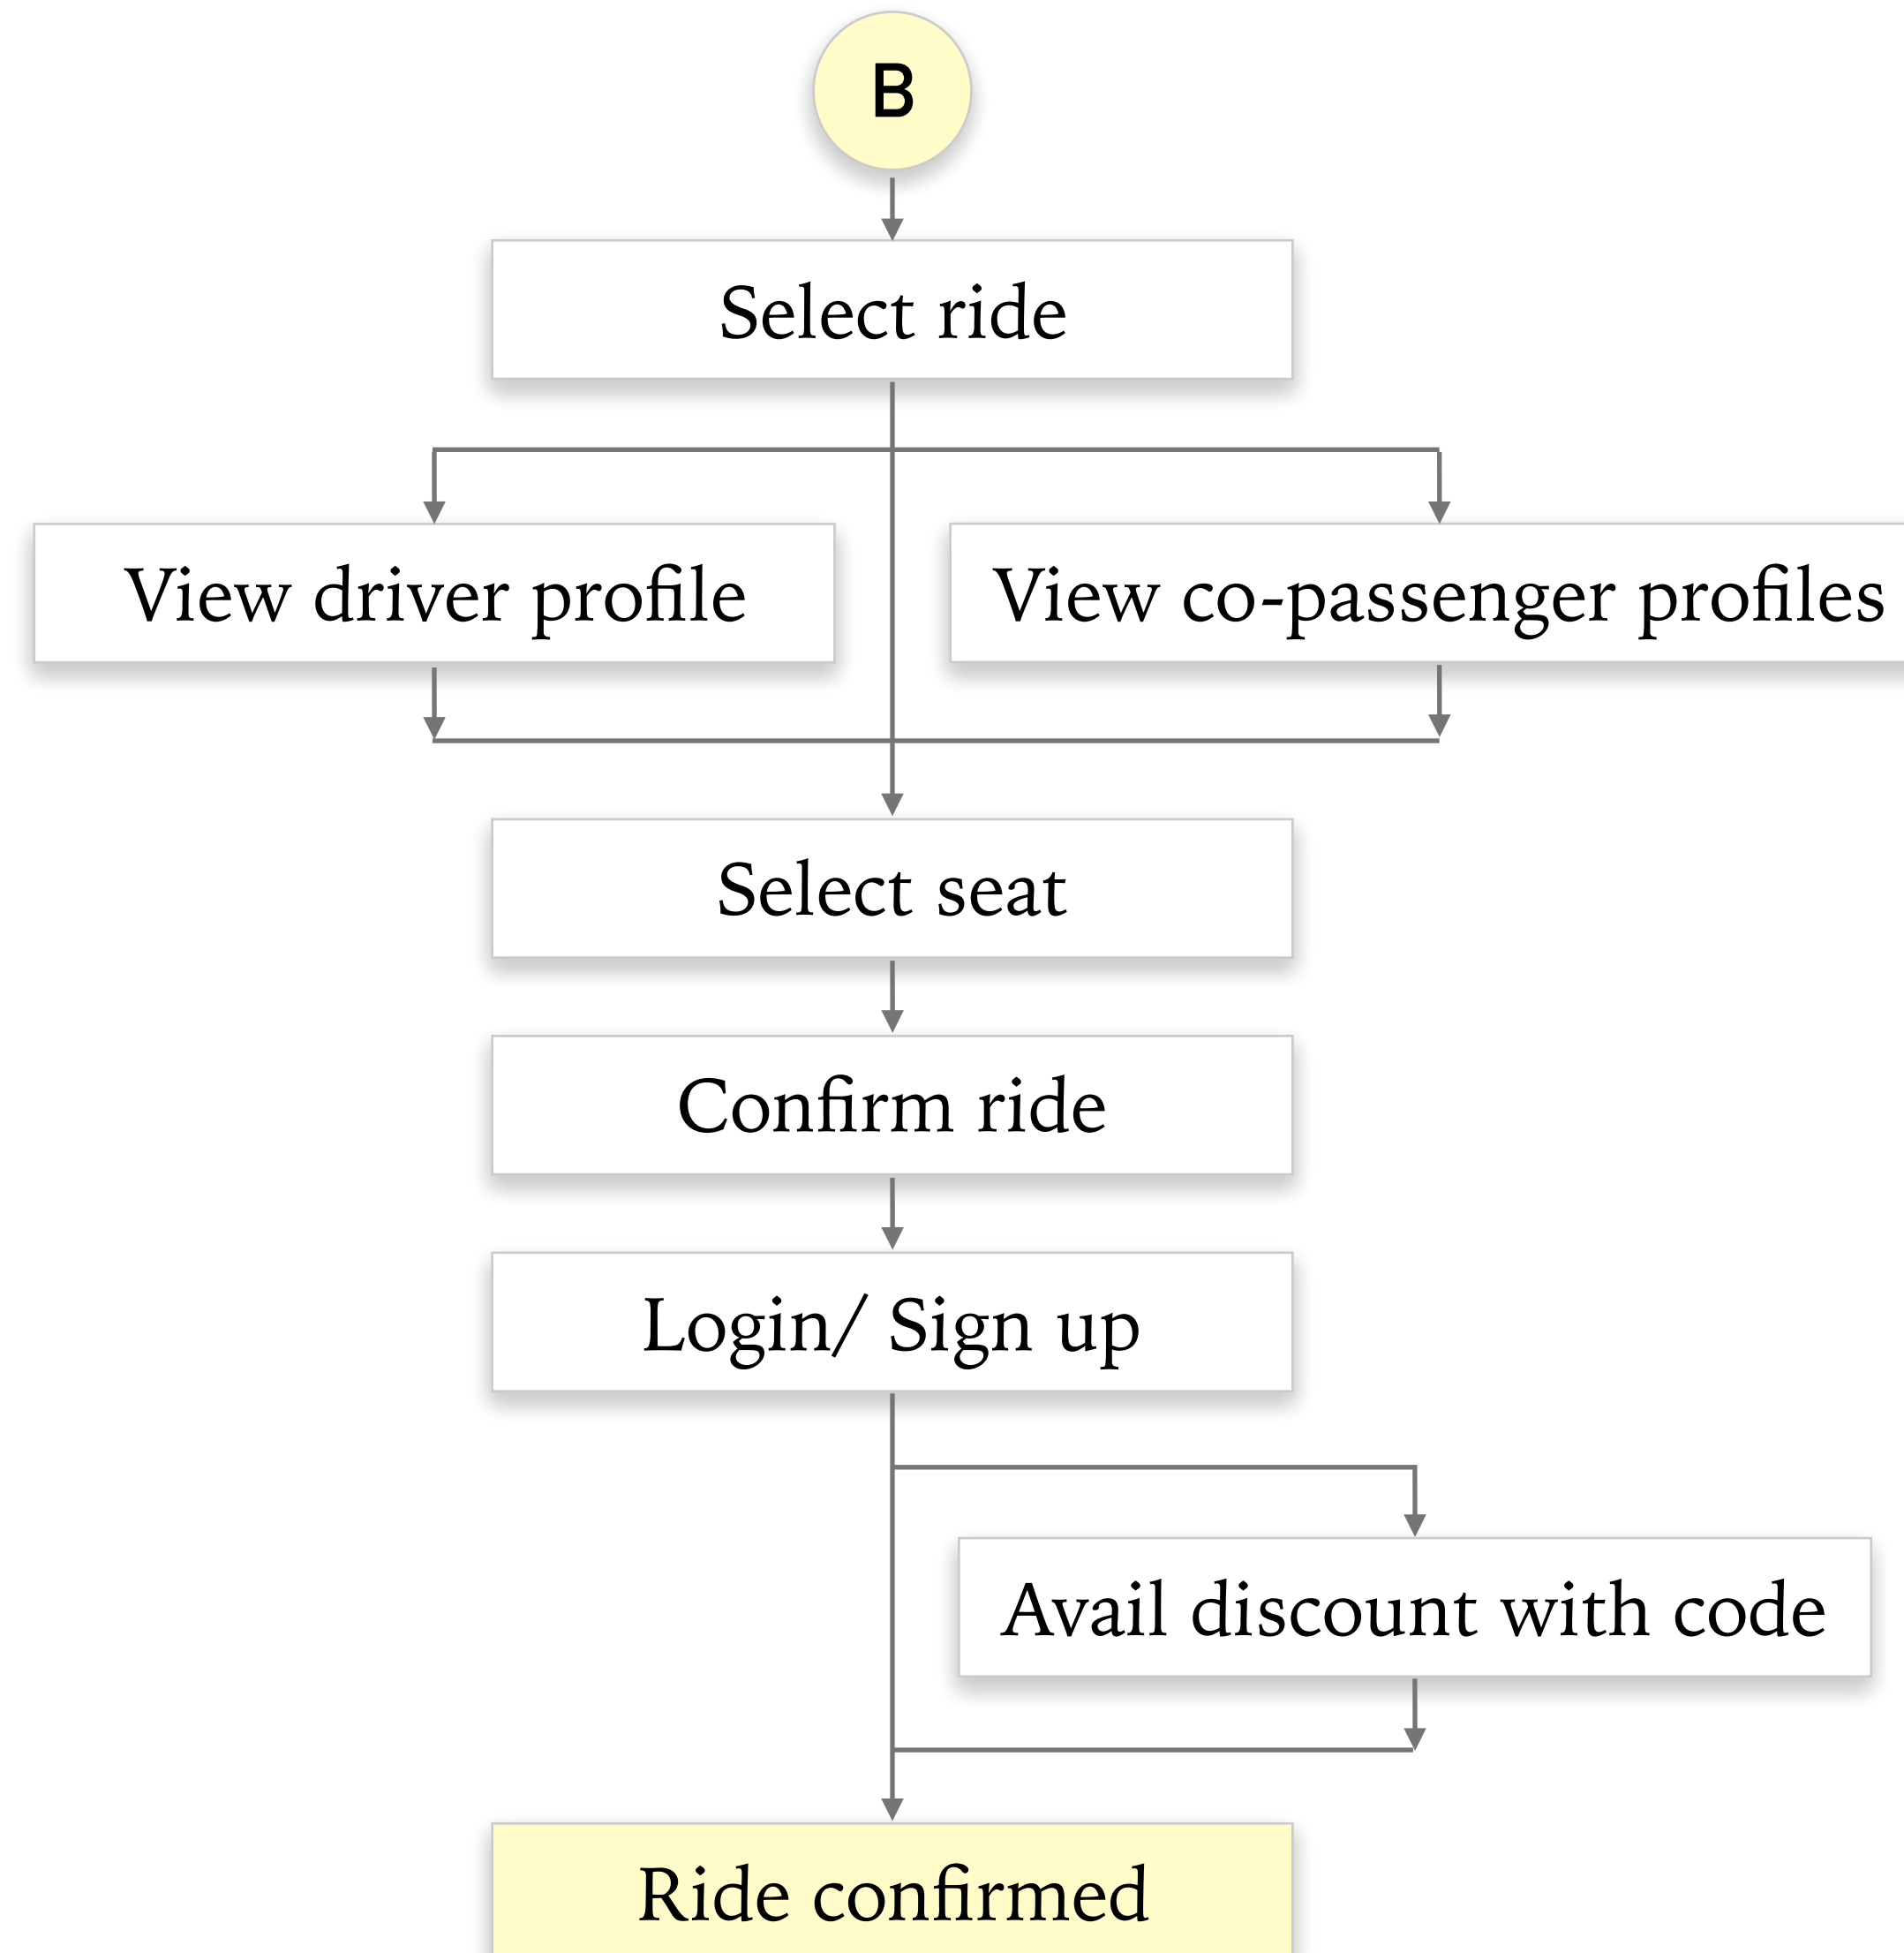 B
Select ride
View driver profile
View co-passenger profiles
Select seat
Confirm ride
Login/ Sign up
Avail discount with code
Ride confirmed